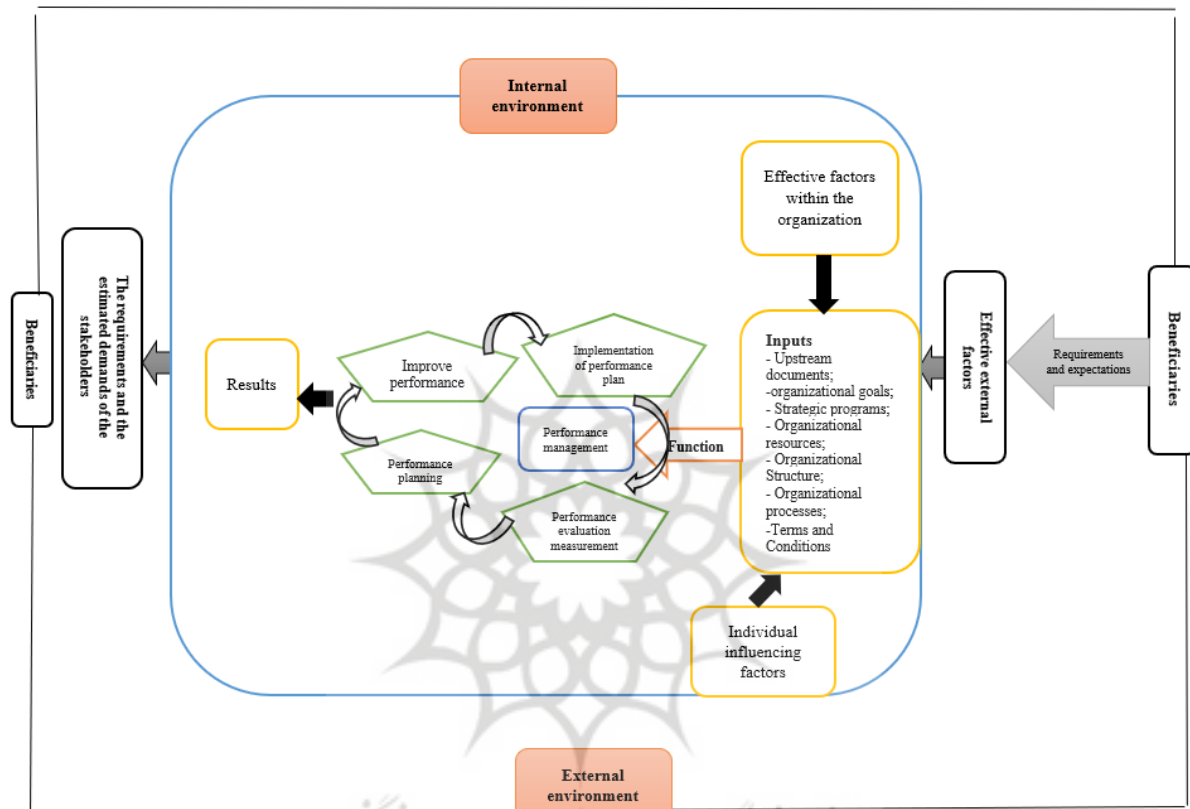 Internal
environment
Effective factors
within the
organization
Beneficiaries
Requirements
and expectations
Effective external
factors
Inputs
- Upstream
documents;
-organizational goals;
- Strategic programs;
- Organizational
resources;
- Organizational
Structure;
- Organizational
processes;
-Terms and
Conditions
Individual
influencing
factors
Function
Performance
management
Implementation
of performance
plan
Performance
evaluation
measurement
Performance
planning
Improve
performance
Results
The requirements and the
estimated demands of the
stakeholders
Beneficiaries
External
environment